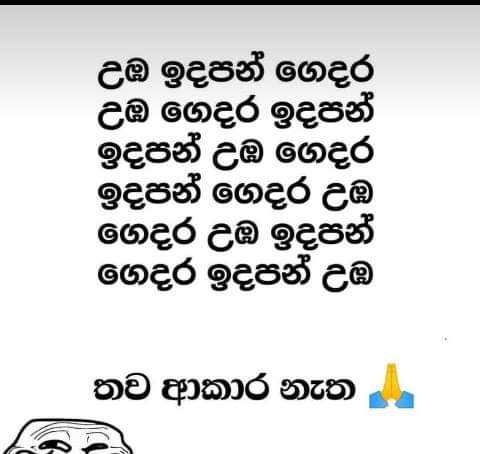 උඹ ඉදපන් ගෙදර
උඹ ගෙදර ඉදපන්
ඉදපන් උඹ ගෙදර
ඉදපන් ගෙදර උඹ
ගෙදර උඹ ඉදපන්
ගෙදර ඉදපන් උඹ
තව ආකාර නැත 🙏